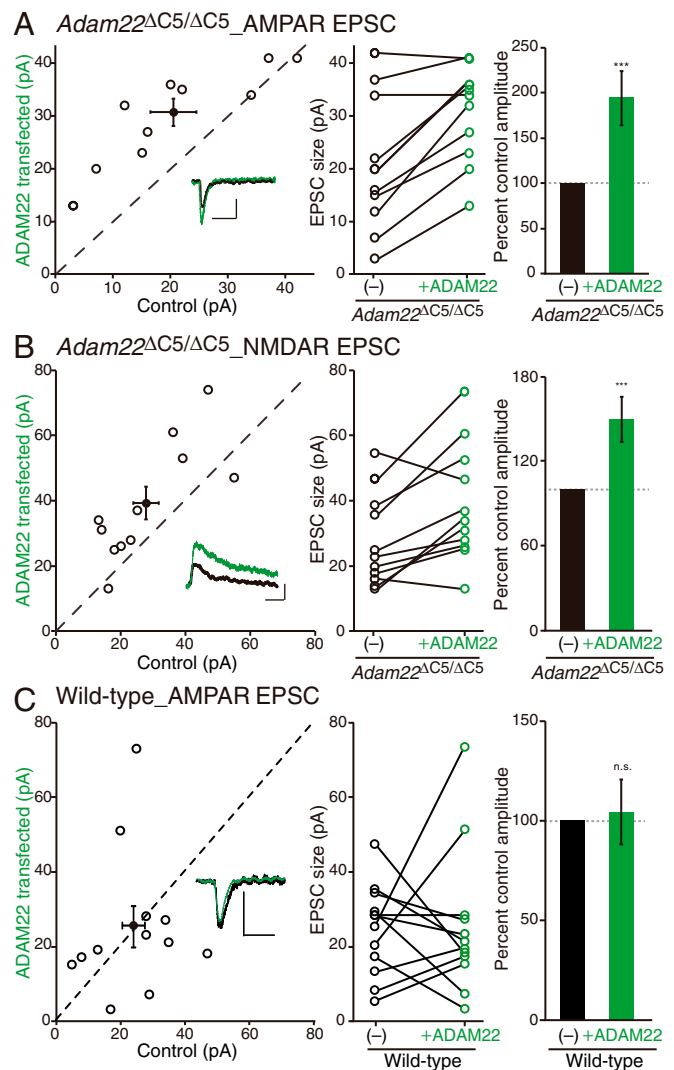 A Adam22ΔC5/ΔC5_AMPAR EPSC
ADAM22 transfected (pA)
40
30
20
10
0
0 10 20 30 40
Control (pA)
EPSC size (pA)
40
30
20
10
0
(–) +ADAM22
Adam22ΔC5/ΔC5
Percent control amplitude
250
200
150
100
50
0
***
(–) +ADAM22
Adam22ΔC5/ΔC5
B Adam22ΔC5/ΔC5_NMDAR EPSC
ADAM22 transfected (pA)
80
60
40
20
0
0 20 40 60 80
Control (pA)
EPSC size (pA)
80
60
40
20
0
(–) +ADAM22
Adam22ΔC5/ΔC5
Percent control amplitude
180
120
60
0
***
(–) +ADAM22
Adam22ΔC5/ΔC5
C Wild-type_AMPAR EPSC
ADAM22 transfected (pA)
80
60
40
20
0
0 20 40 60 80
Control (pA)
EPSC size (pA)
80
60
40
20
0
(–) +ADAM22
Wild-type
Percent control amplitude
150
100
50
0
n.s.
(–) +ADAM22
Wild-type